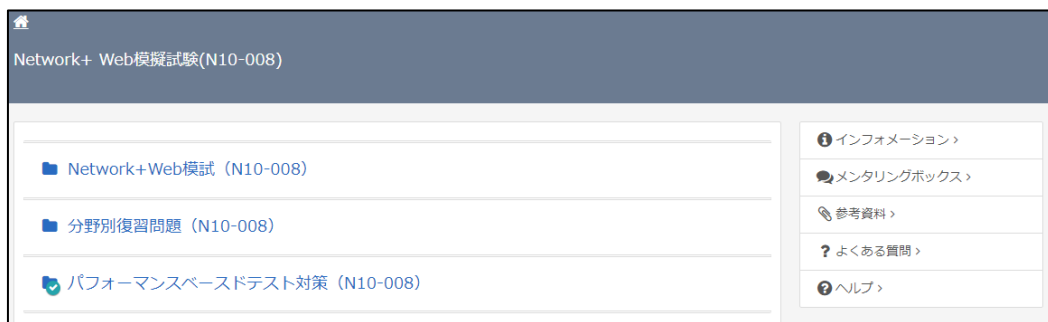 Network+ Web模擬試験(N10-008)
Network+Web模試（N10-008）
分野別復習問題（N10-008）
パフォーマンスベースドテスト対策（N10-008）
インフォメーション ›
メンタリングボックス ›
参考資料 ›
? よくある質問 ›
ヘルプ ›